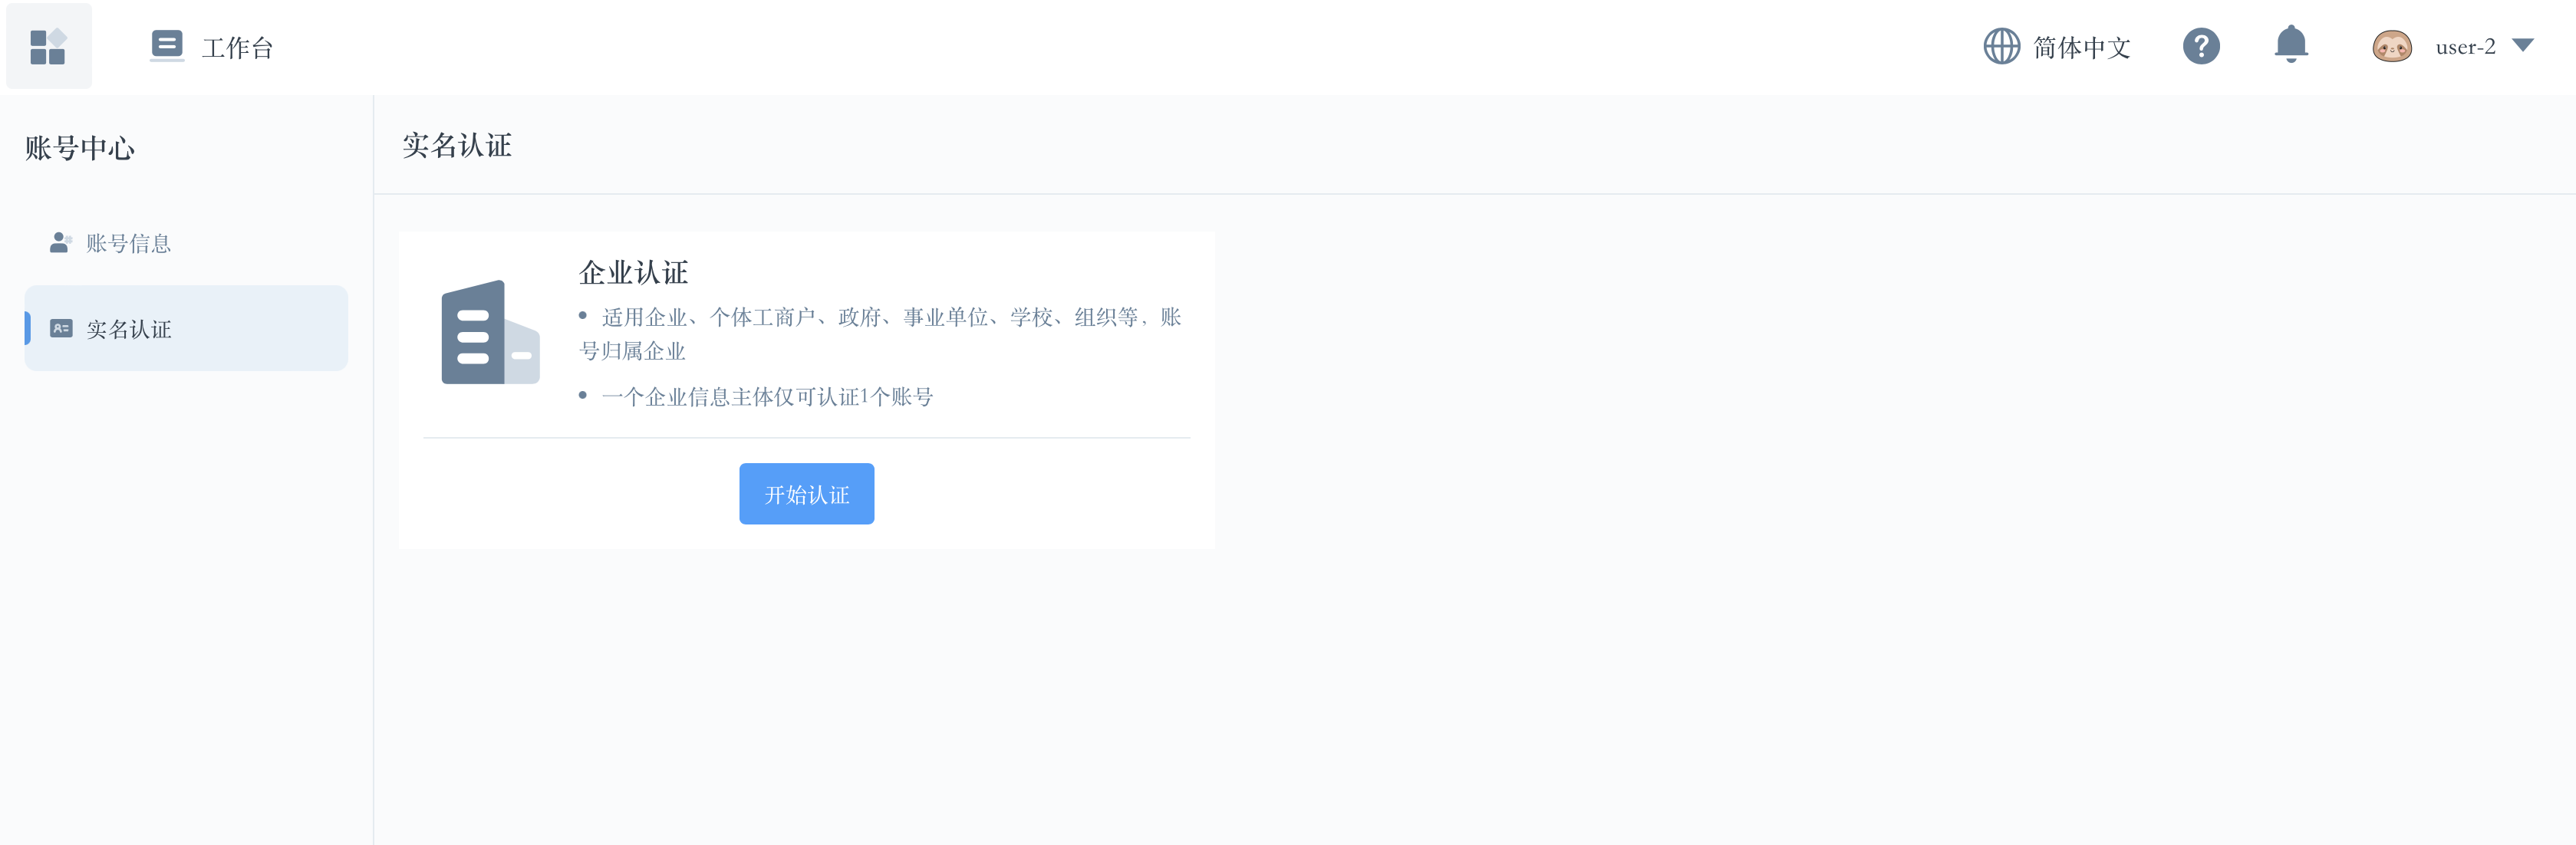 工作台
简体中文
user-2
账号中心
账号信息
实名认证
实名认证
企业认证
• 适用企业、个体工商户、政府、事业单位、学校、组织等，账
号归属企业
• 一个企业信息主体仅可认证1个账号
开始认证